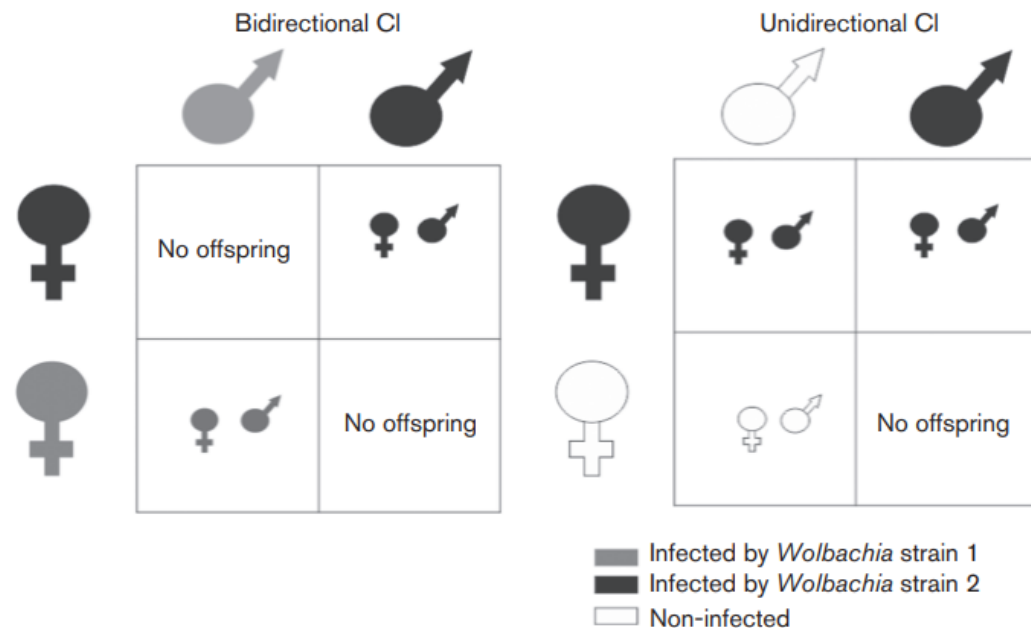 Bidirectional CI
Unidirectional CI
No offspring
No offspring
No offspring
Infected by Wolbachia strain 1
Infected by Wolbachia strain 2
Non-infected